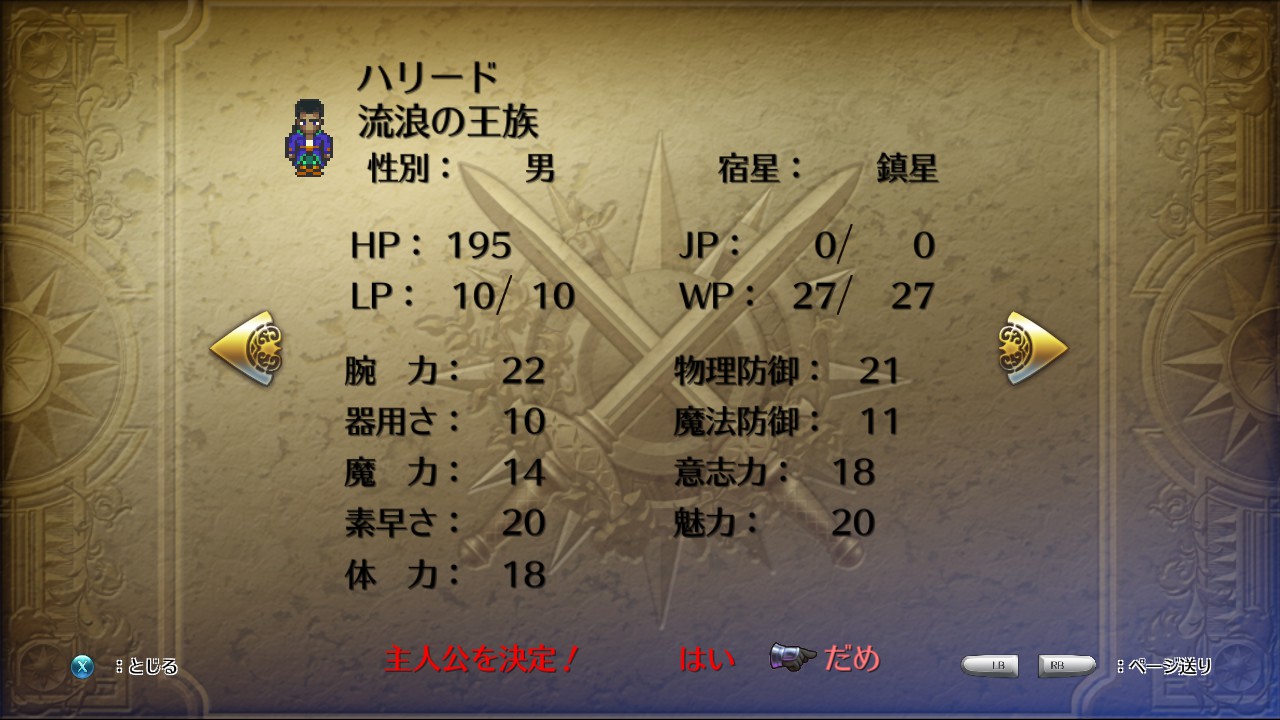 ハリード
流浪の王族
性別： 男 宿星： 鎮星
HP： 195 JP： 0/ 0
LP： 10/ 10 WP： 27/ 27
腕 力： 22 物理防御： 21
器用さ： 10 魔法防御： 11
魔 力： 14 意志力： 18
素早さ： 20 魅力： 20
体 力： 18
主人公を決定！ はい だめ
X ：とじる LB RB ：ページ送り